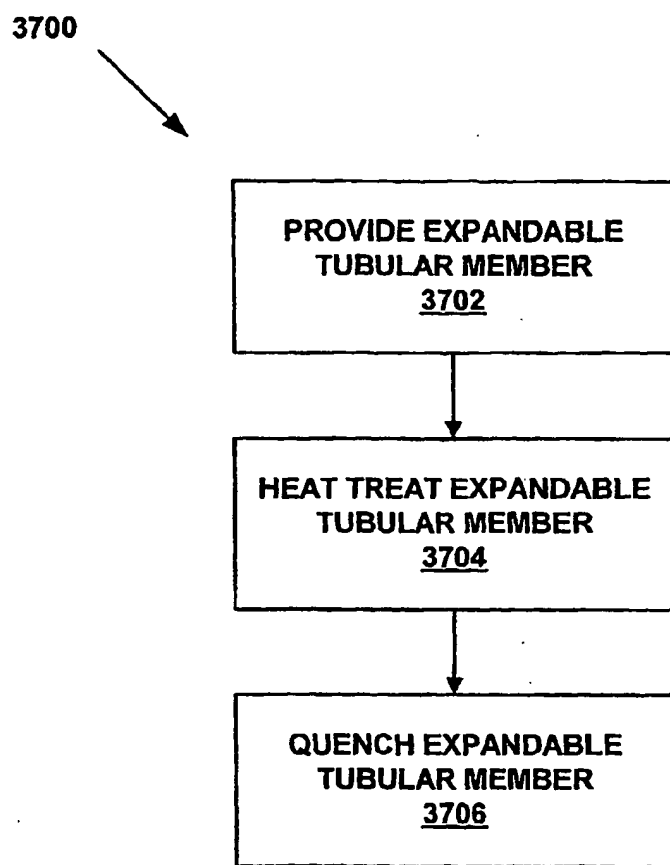 3700
PROVIDE EXPANDABLE
TUBULAR MEMBER
3702
HEAT TREAT EXPANDABLE
TUBULAR MEMBER
3704
QUENCH EXPANDABLE
TUBULAR MEMBER
3706